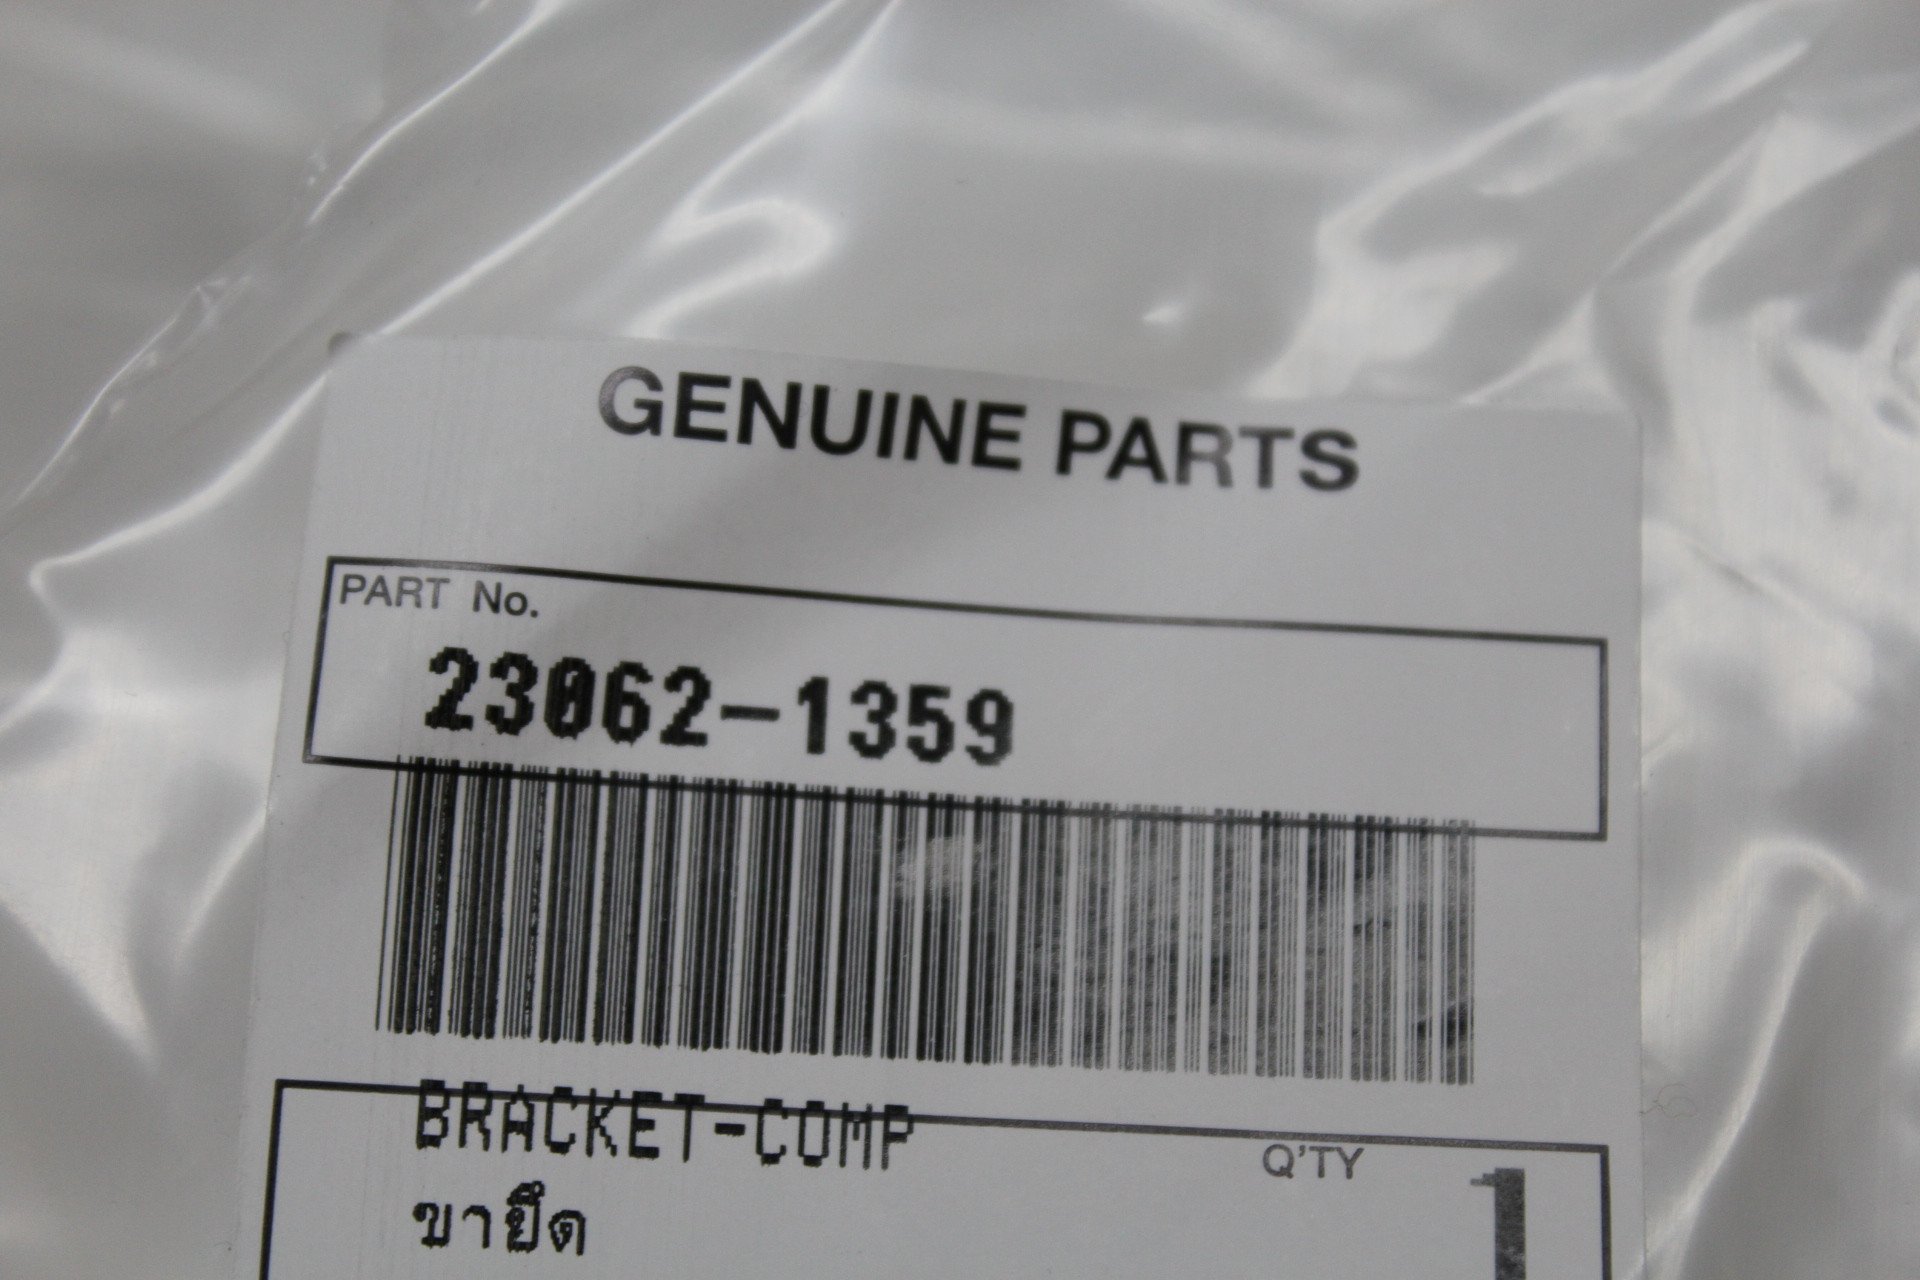 GENUINE PARTS
PART No.
23062-1359
BRACKET-COMP
Q'TY
1
ขายึด